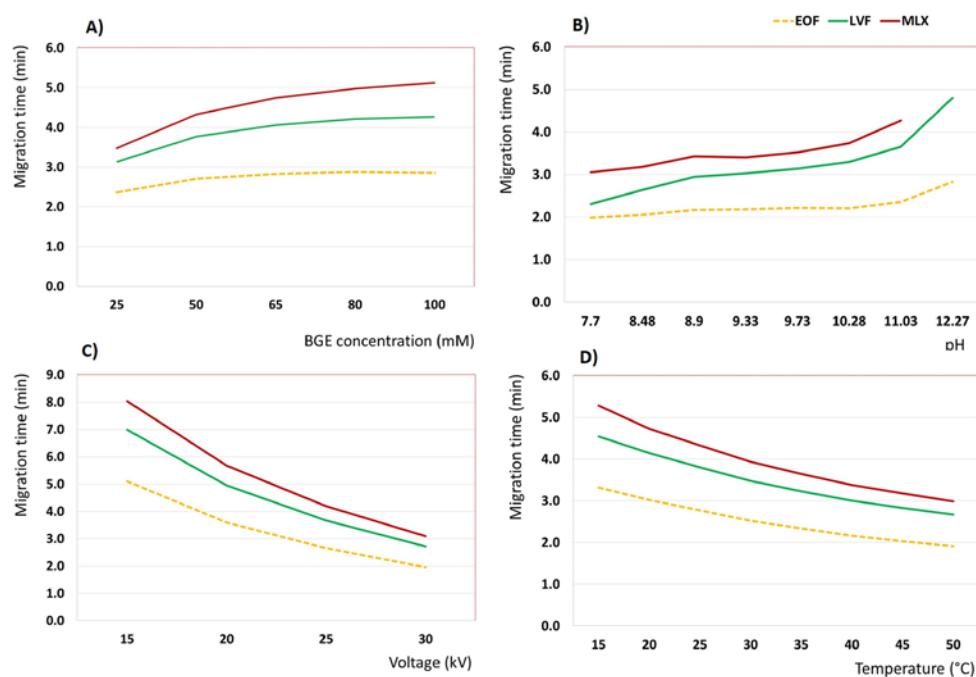 A)
Migration time (min)
6.0
5.0
4.0
3.0
2.0
1.0
0.0
25 50 65 80 100
BGE concentration (mM)
B)
EOF LVF MLX
Migration time (min)
6.0
5.0
4.0
3.0
2.0
1.0
0.0
7.7 8.48 8.9 9.33 9.73 10.28 11.03 12.27
pH
C)
Migration time (min)
9.0
8.0
7.0
6.0
5.0
4.0
3.0
2.0
1.0
0.0
15 20 25 30
Voltage (kV)
D)
Migration time (min)
6.0
5.0
4.0
3.0
2.0
1.0
0.0
15 20 25 30 35 40 45 50
Temperature (°C)